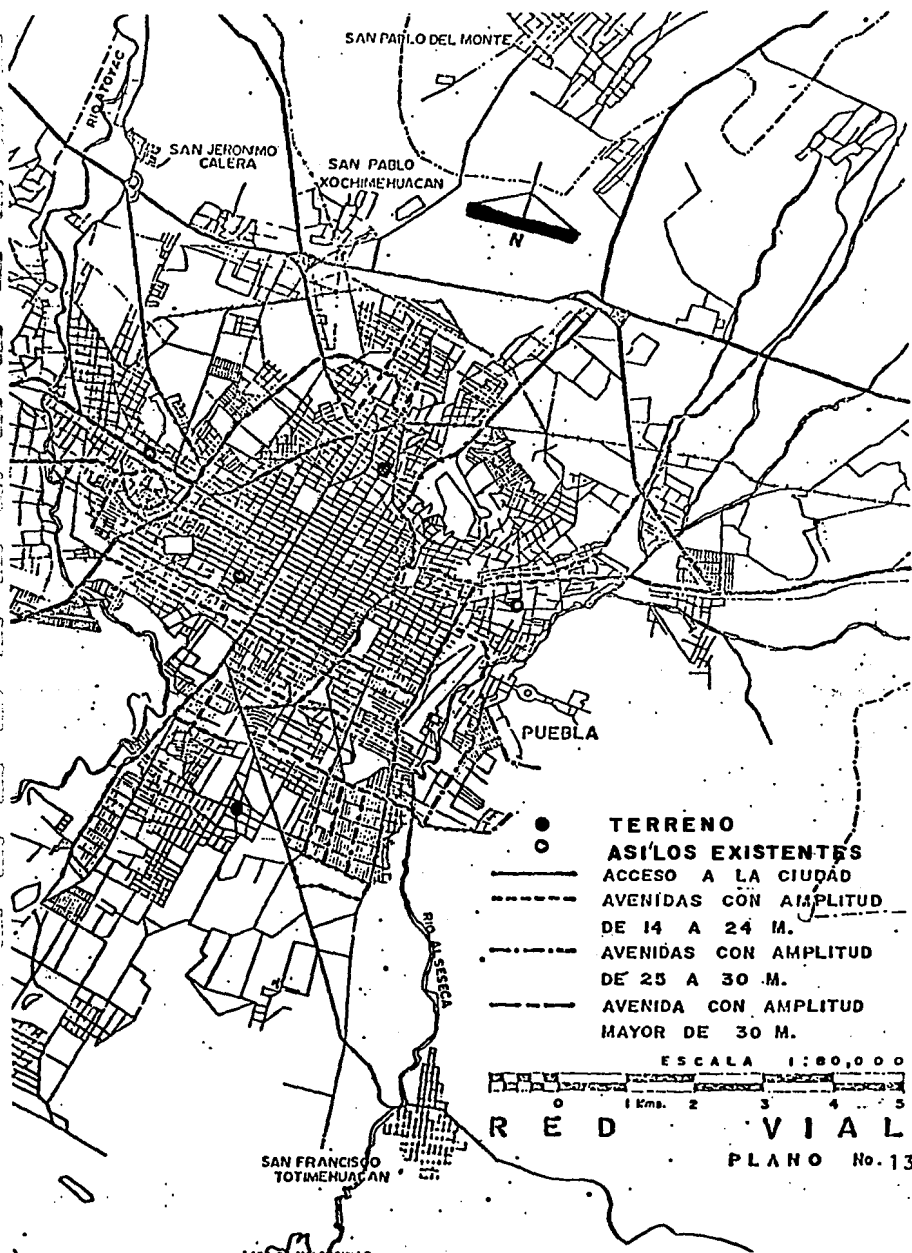 SAN PABLO DEL MONTE
RIO ATOYAC
SAN JERONIMO
CALERA
SAN PABLO
XOCHIMEHUACAN
N
PUEBLA
TERRENO
ASILOS EXISTENTES
ACCESO A LA CIUDAD
AVENIDAS CON AMPLITUD
DE 14 A 24 M.
AVENIDAS CON AMPLITUD
DE 25 A 30 M.
AVENIDA CON AMPLITUD
MAYOR DE 30 M.
RIO ALSESECA
ESCALA 1:80,000
0 1 Kms. 2 3 4 5
RED VIAL
PLANO No. 13
SAN FRANCISCO
TOTIMEHUACAN